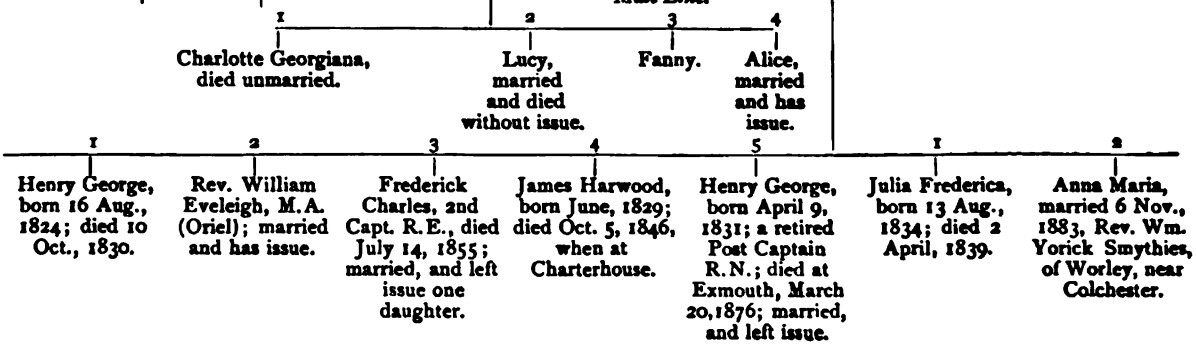 1 2 3 4
Charlotte Georgiana,
died unmarried.
Lucy,
married
and died
without issue.
Fanny.
Alice,
married
and has
issue.
1 2 3 4 5 1 2
Henry George,
born 16 Aug.,
1824; died 10
Oct., 1830.
Rev. William
Eveleigh, M.A.
(Oriel); married
and has issue.
Frederick
Charles, 2nd
Capt. R.E., died
July 14, 1855;
married, and left
issue one
daughter.
James Harwood,
born June, 1829;
died Oct. 5, 1846,
when at
Charterhouse.
Henry George,
born April 9,
1831; a retired
Post Captain
R.N.; died at
Exmouth, March
20,1876; married,
and left issue.
Julia Frederica,
born 13 Aug.,
1834; died 2
April, 1839.
Anna Maria,
married 6 Nov.,
1883, Rev. Wm.
Yorick Smythies,
of Worley, near
Colchester.